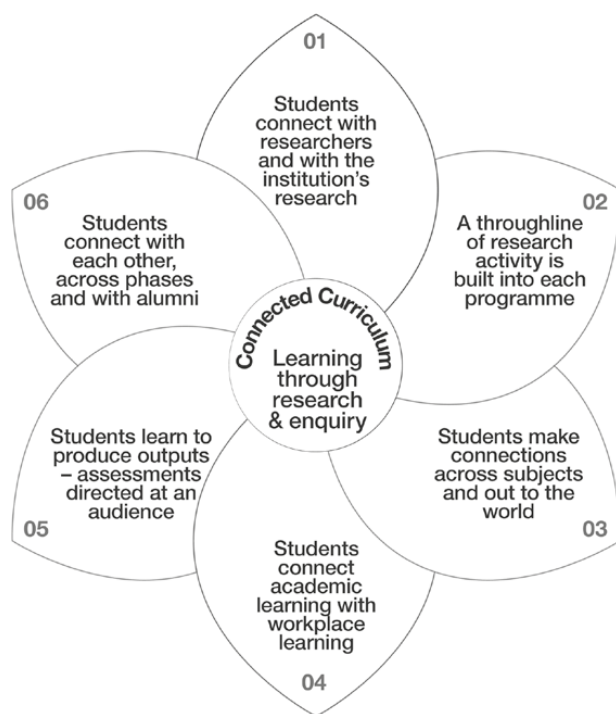 01
Students
connect with
researchers
and with the
institution's
research
02
A throughline
of research
activity is
built into each
programme
03
Students make
connections
across subjects
and out to the
world
04
Students
connect
academic
learning with
workplace
learning
05
Students learn to
produce outputs
– assessments
directed at an
audience
06
Students
connect with
each other,
across phases
and with alumni
Connected Curriculum
Learning
through
research
& enquiry